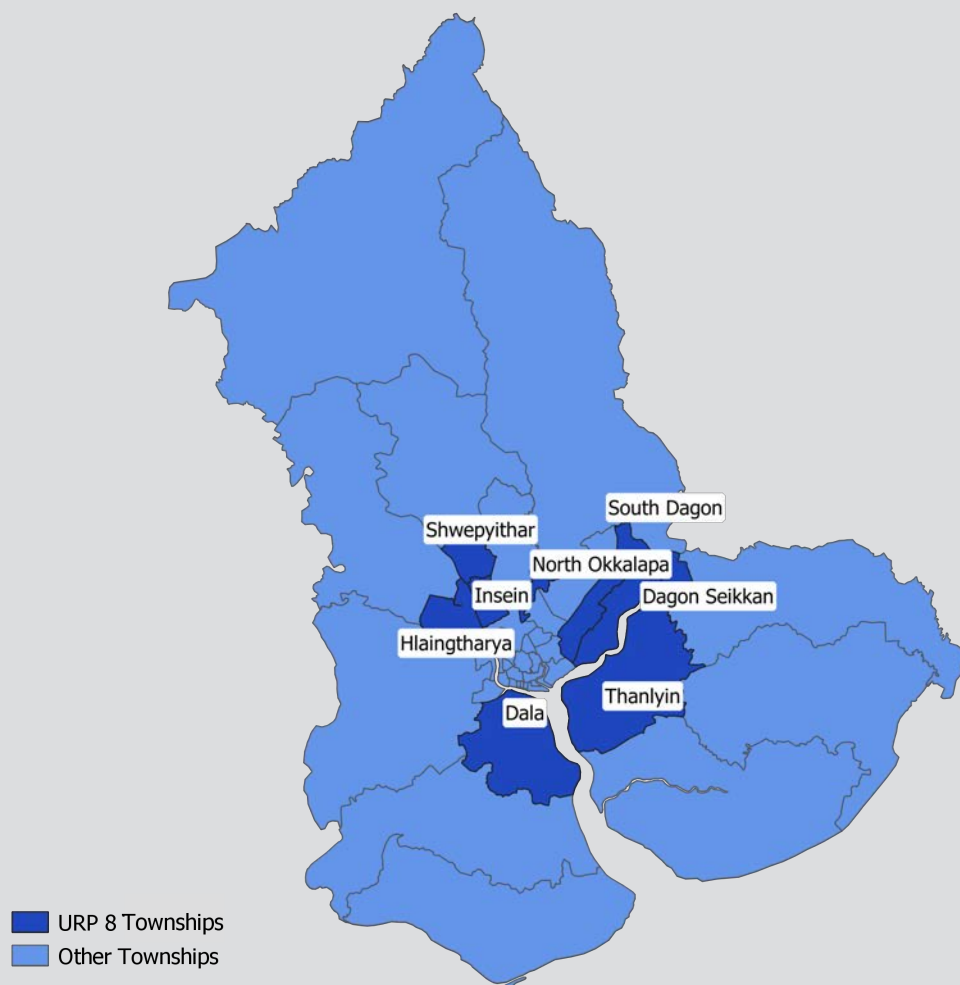 South Dagon
Shwepyithar
North Okkalapa
Insein
Dagon Seikkan
Hlaingtharya
Thanlyin
Dala
URP 8 Townships
Other Townships